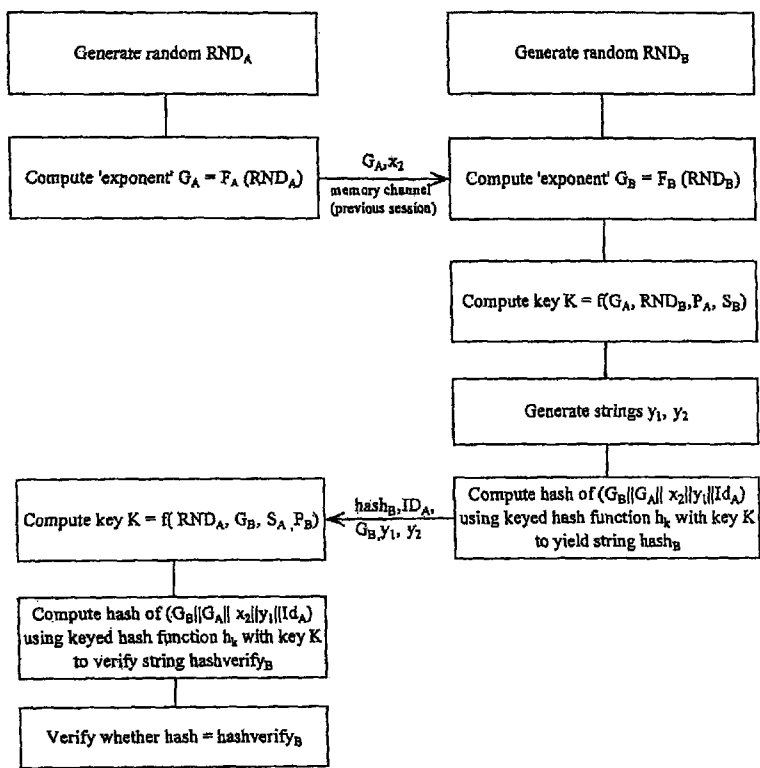 Generate random RND_A
Generate random RND_B
Compute 'exponent' G_A = F_A (RND_A)
G_A,x_2
memory channel
(previous session)
Compute 'exponent' G_B = F_B (RND_B)
Compute key K = f(G_A, RND_B,P_A, S_B)
Generate strings y_1, y_2
Compute key K = f( RND_A, G_B, S_A ,P_B)
hash_B,ID_A,
G_B,y_1, y_2
Compute hash of (G_B||G_A|| x_2||y_1||Id_A)
using keyed hash function h_k with key K
to yield string hash_B
Compute hash of (G_B||G_A|| x_2||y_1||Id_A)
using keyed hash function h_k with key K
to verify string hashverify_B
Verify whether hash = hashverify_B